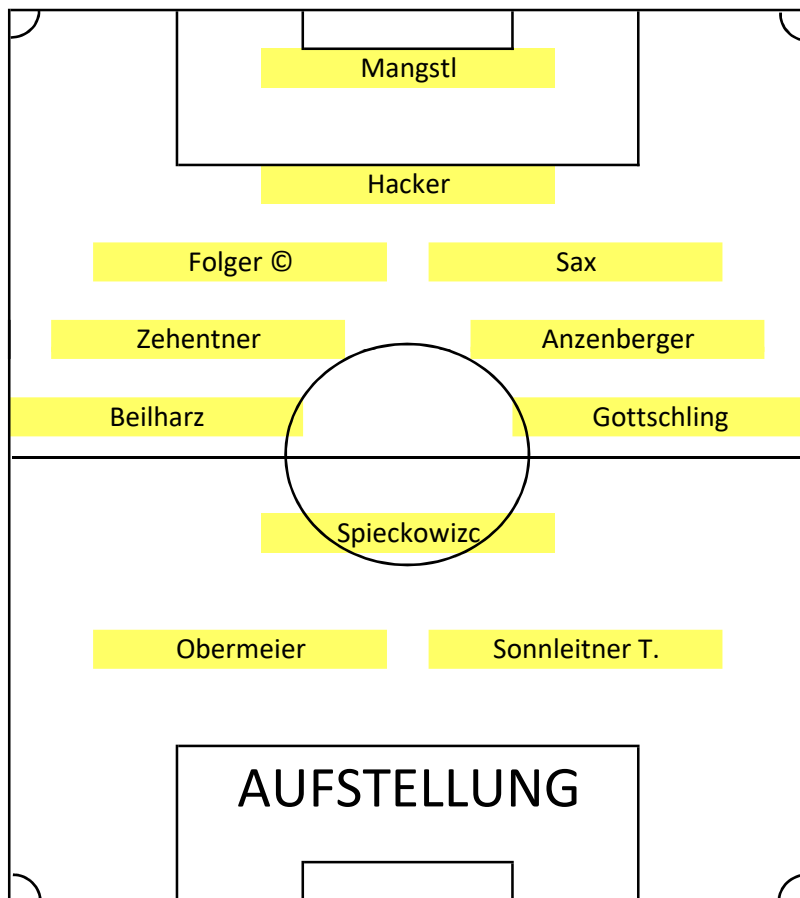 Mangstl
Hacker
Folger © Sax
Zehentner Anzenberger
Beilharz Gottschling
Spieckowizc
Obermeier Sonnleitner T.
AUFSTELLUNG